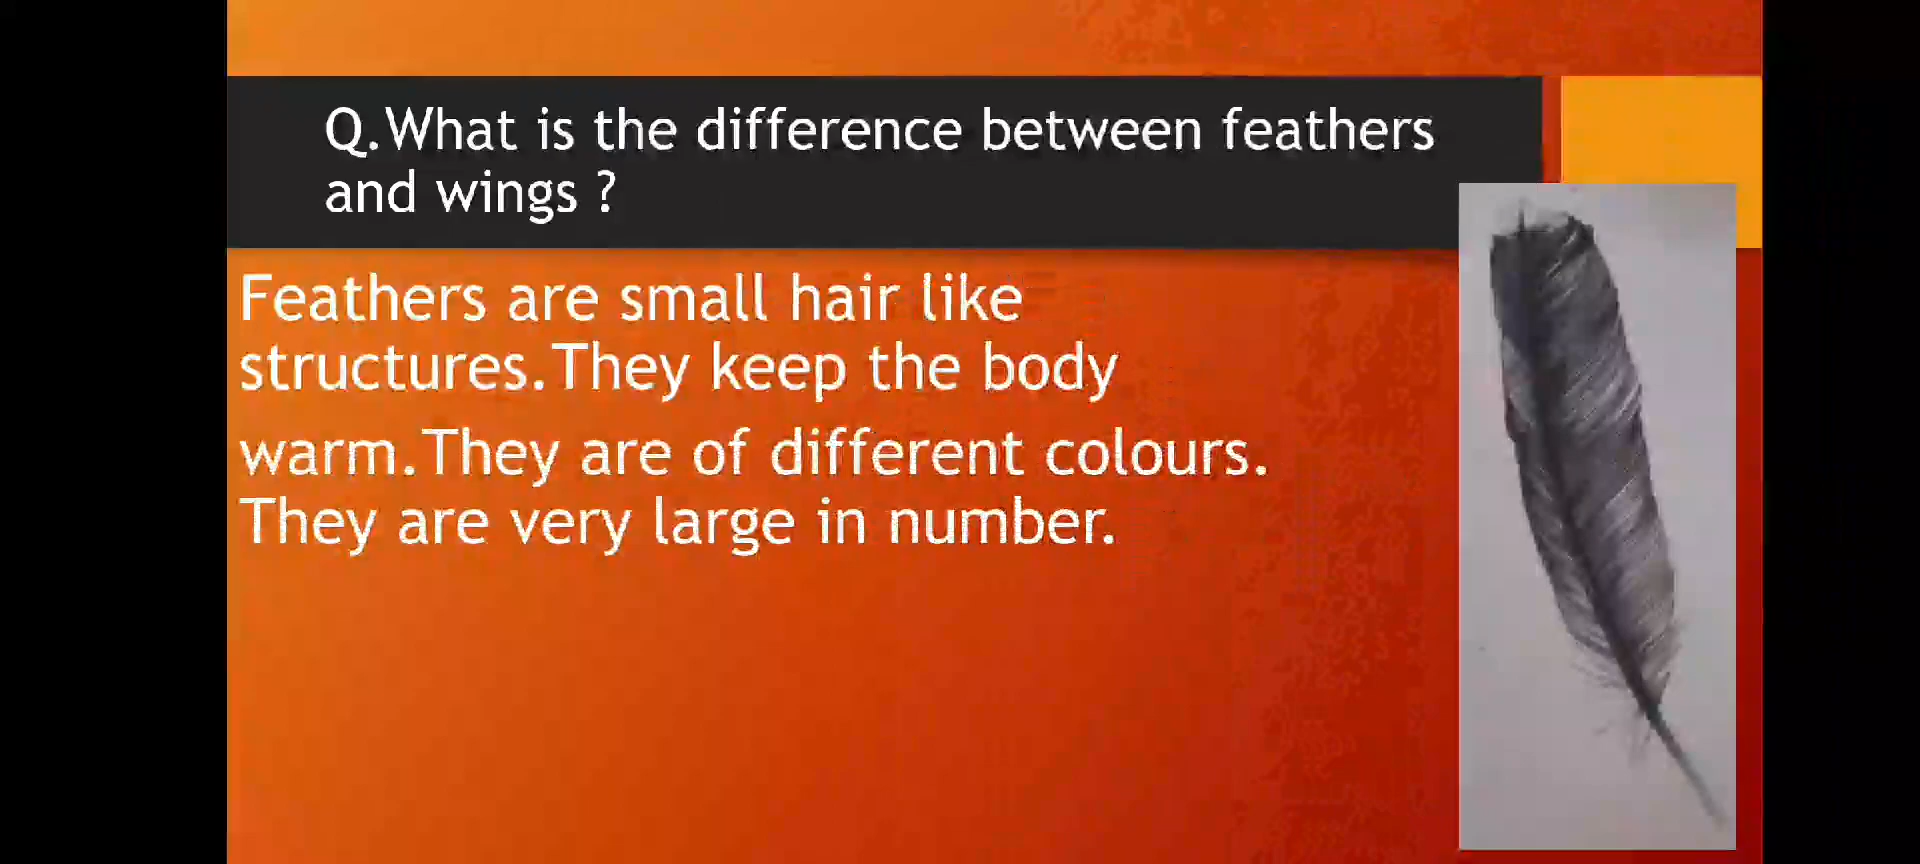 Q.What is the difference between feathers
and wings ?
Feathers are small hair like
structures.They keep the body
warm.They are of different colours.
They are very large in number.